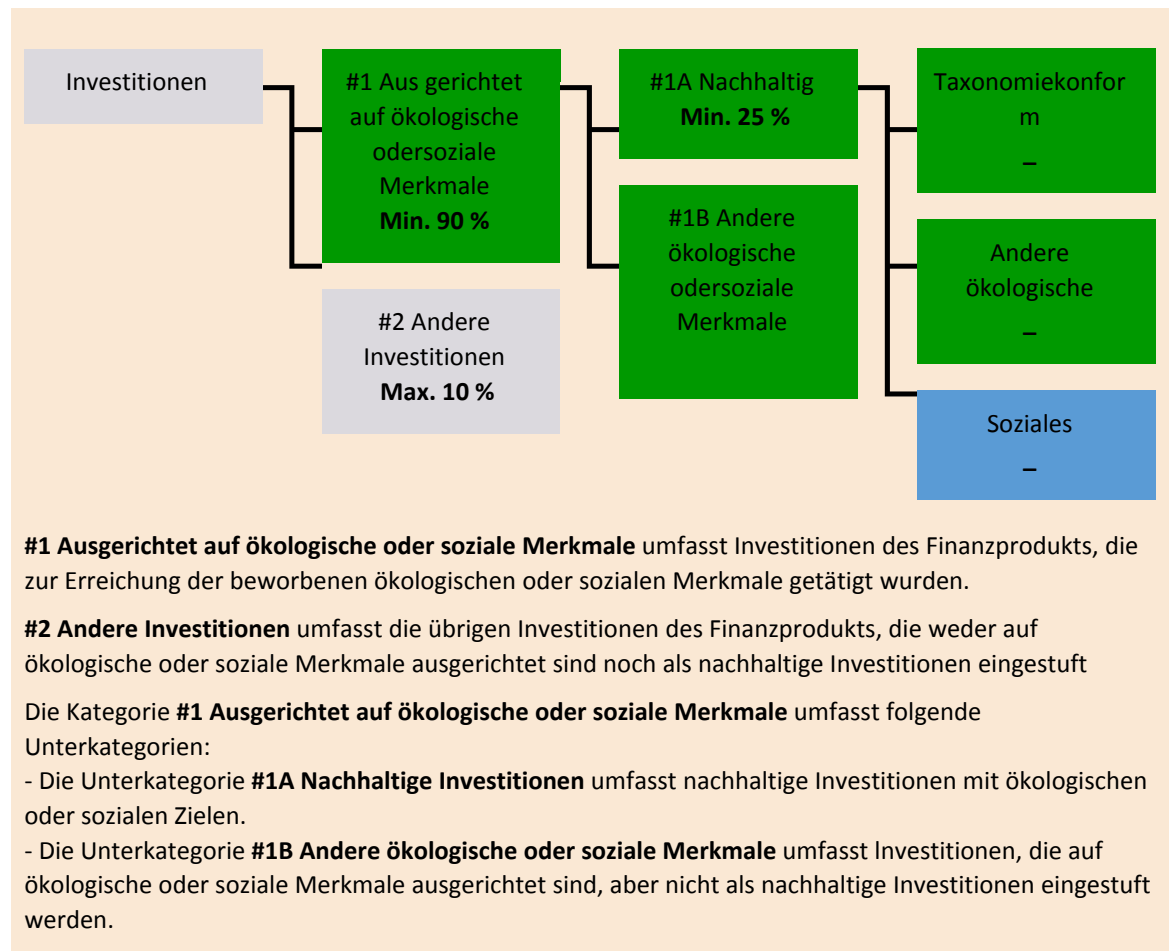 Investitionen
#1 Aus gerichtet
auf ökologische
odersoziale
Merkmale
Min. 90 %
#2 Andere
Investitionen
Max. 10 %
#1A Nachhaltig
Min. 25 %
#1B Andere
ökologische
odersoziale
Merkmale
Taxonomiekonfor
m
–
Andere
ökologische
–
Soziales
–
#1 Ausgerichtet auf ökologische oder soziale Merkmale umfasst Investitionen des Finanzprodukts, die
zur Erreichung der beworbenen ökologischen oder sozialen Merkmale getätigt wurden.
#2 Andere Investitionen umfasst die übrigen Investitionen des Finanzprodukts, die weder auf
ökologische oder soziale Merkmale ausgerichtet sind noch als nachhaltige Investitionen eingestuft
Die Kategorie #1 Ausgerichtet auf ökologische oder soziale Merkmale umfasst folgende
Unterkategorien:
- Die Unterkategorie #1A Nachhaltige Investitionen umfasst nachhaltige Investitionen mit ökologischen
oder sozialen Zielen.
- Die Unterkategorie #1B Andere ökologische oder soziale Merkmale umfasst lnvestitionen, die auf
ökologische oder soziale Merkmale ausgerichtet sind, aber nicht als nachhaltige Investitionen eingestuft
werden.